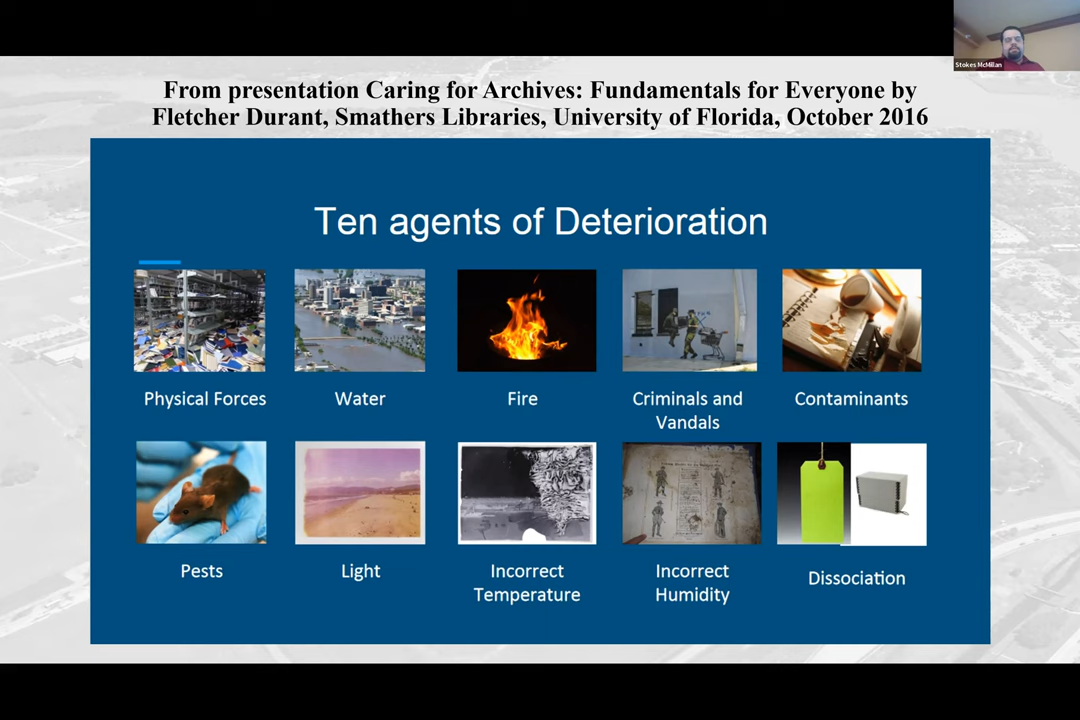 Stokes McMillan
From presentation Caring for Archives: Fundamentals for Everyone by
Fletcher Durant, Smathers Libraries, University of Florida, October 2016
Ten agents of Deterioration
Physical Forces
Water
Fire
Criminals and
Vandals
Contaminants
Pests
Light
Incorrect
Temperature
Incorrect
Humidity
Dissociation